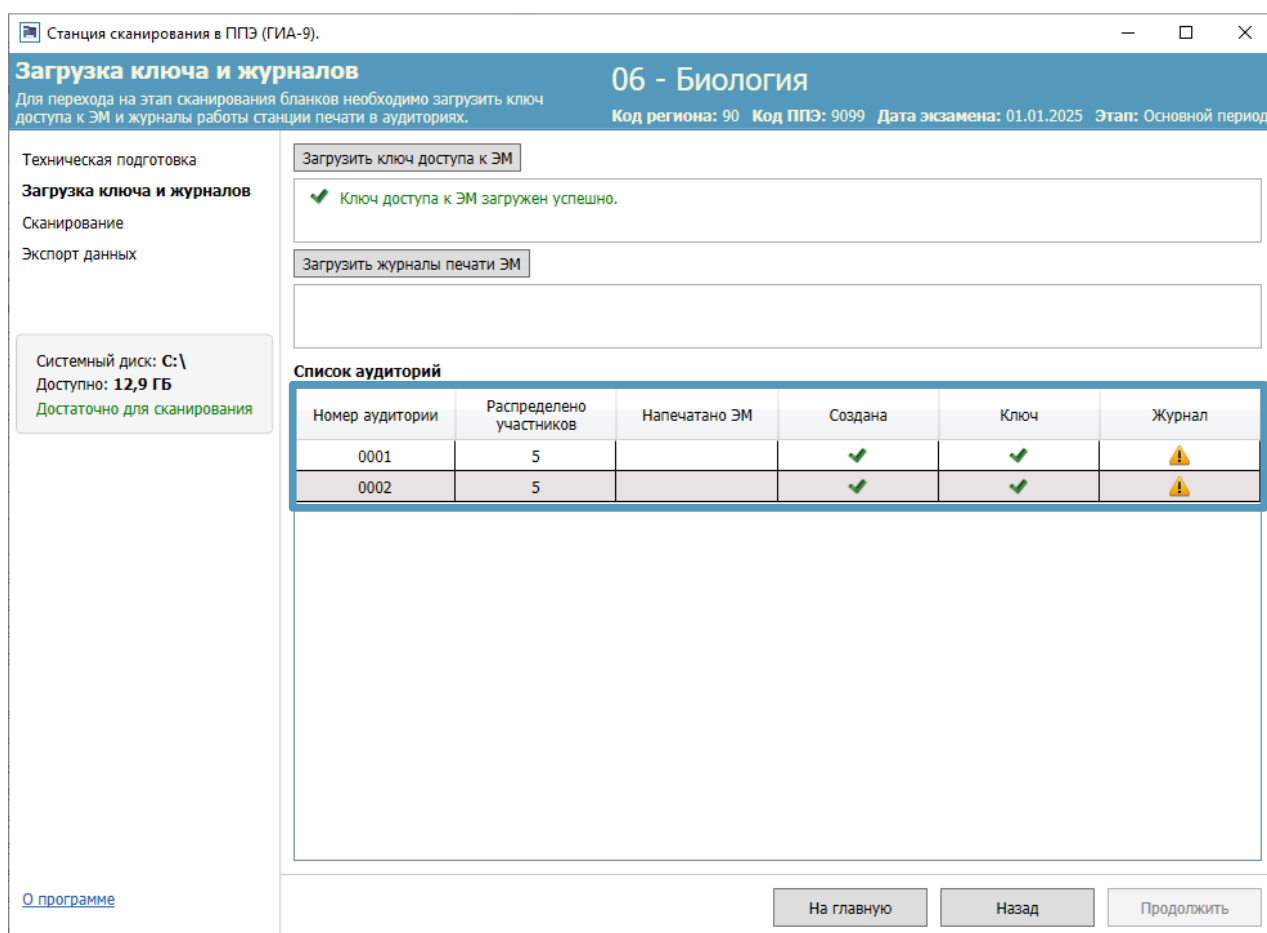 Станция сканирования в ППЭ (ГИА-9).
Загрузка ключа и журналов
Для перехода на этап сканирования бланков необходимо загрузить ключ
доступа к ЭМ и журналы работы станции печати в аудиториях.
06 - Биология
Код региона: 90 Код ППЭ: 9099 Дата экзамена: 01.01.2025 Этап: Основной период
Техническая подготовка
Загрузка ключа и журналов
Сканирование
Экспорт данных
Системный диск: C:\
Доступно: 12,9 ГБ
Достаточно для сканирования
Загрузить ключ доступа к ЭМ
Ключ доступа к ЭМ загружен успешно.
Загрузить журналы печати ЭМ
Список аудиторий
Номер аудитории Распределено участников Напечатано ЭМ Создана Ключ Журнал
0001 5
0002 5
О программе
На главную Назад Продолжить